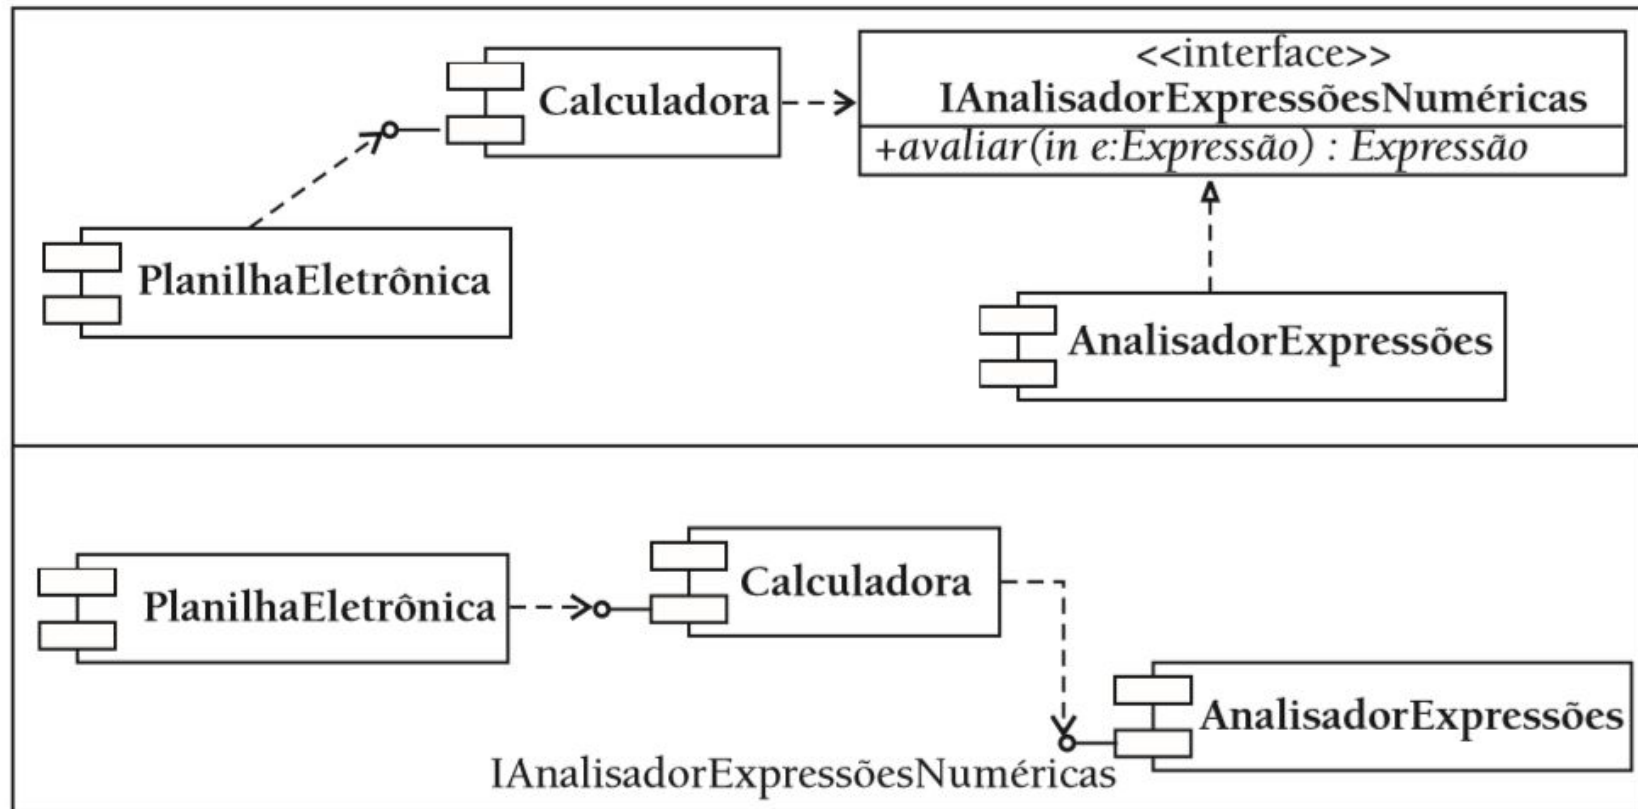 <<interface>>
Calculadora
IAnalisadorExpressõesNuméricas
+avaliar(in e:Expressão) : Expressão
PlanilhaEletrônica
AnalisadorExpressões
Calculadora
PlanilhaEletrônica
AnalisadorExpressões
IAnalisadorExpressõesNuméricas